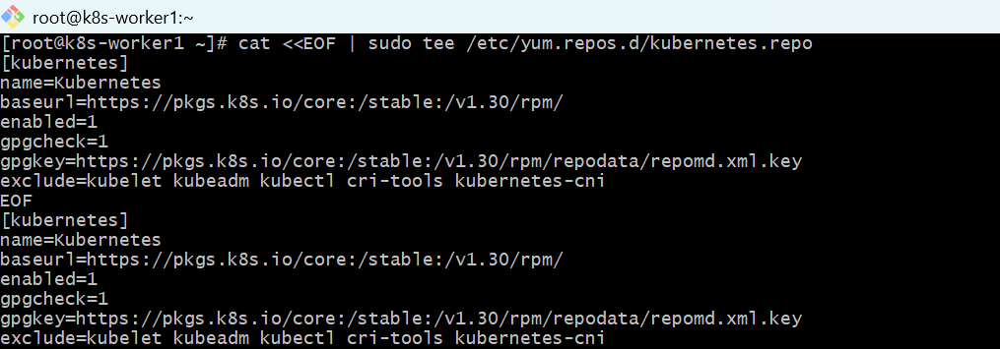 root@k8s-worker1:~
[root@k8s-worker1 ~]# cat <<EOF | sudo tee /etc/yum.repos.d/kubernetes.repo
[kubernetes]
name=Kubernetes
baseurl=https://pkgs.k8s.io/core:/stable:/v1.30/rpm/
enabled=1
gpgcheck=1
gpgkey=https://pkgs.k8s.io/core:/stable:/v1.30/rpm/repodata/repomd.xml.key
exclude=kubelet kubeadm kubectl cri-tools kubernetes-cni
EOF
[kubernetes]
name=Kubernetes
baseurl=https://pkgs.k8s.io/core:/stable:/v1.30/rpm/
enabled=1
gpgcheck=1
gpgkey=https://pkgs.k8s.io/core:/stable:/v1.30/rpm/repodata/repomd.xml.key
exclude=kubelet kubeadm kubectl cri-tools kubernetes-cni